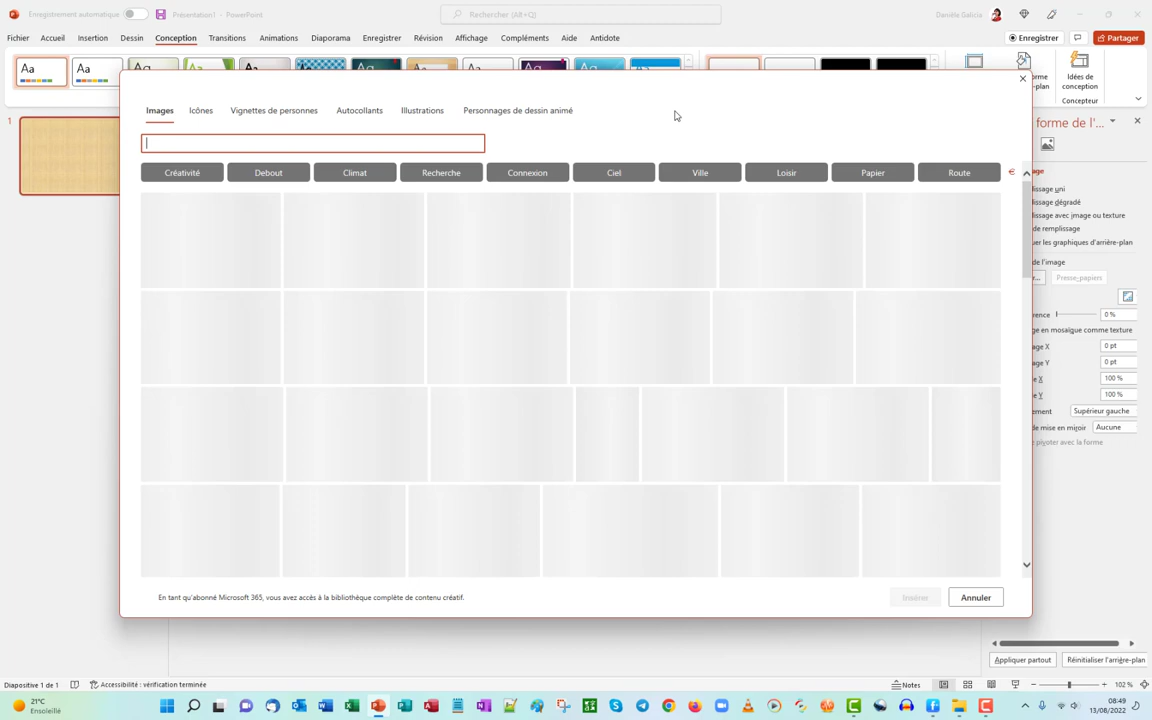 Enregistrement automatique
Présentation1 - PowerPoint
Rechercher (Alt+Q)
Danièle Galicia
Fichier Accueil Insertion Dessin Conception Transitions Animations Diaporama Enregistrer Révision Affichage Compléments Aide Antidote
Enregistrer
Partager
Aa Aa
Idées de
conception
Concepteur
Images Icônes Vignettes de personnes Autocollants Illustrations Personnages de dessin animé
Créativité Debout Climat Recherche Connexion Ciel Ville Loisir Papier Route
En tant qu'abonné Microsoft 365, vous avez accès à la bibliothèque complète de contenu créatif.
Insérer Annuler
1
forme de l'...
age
lissage uni
lissage dégradé
lissage avec image ou texture
de remplissage
uer les graphiques d'arrière-plan
de l'image
Presse_papiers
rence 0 %
ge en mosaïque comme texture
age X 0 pt
age Y 0 pt
e X 100 %
e Y 100 %
ement Supérieur gauche
de mise en miroir Aucune
pivoter avec la forme
Appliquer partout Réinitialiser l'arrière-plan
Diapositive 1 de 1
Accessibilité : vérification terminée
Notes
102 %
21°C
Ensoleillé
08:49
13/08/2022